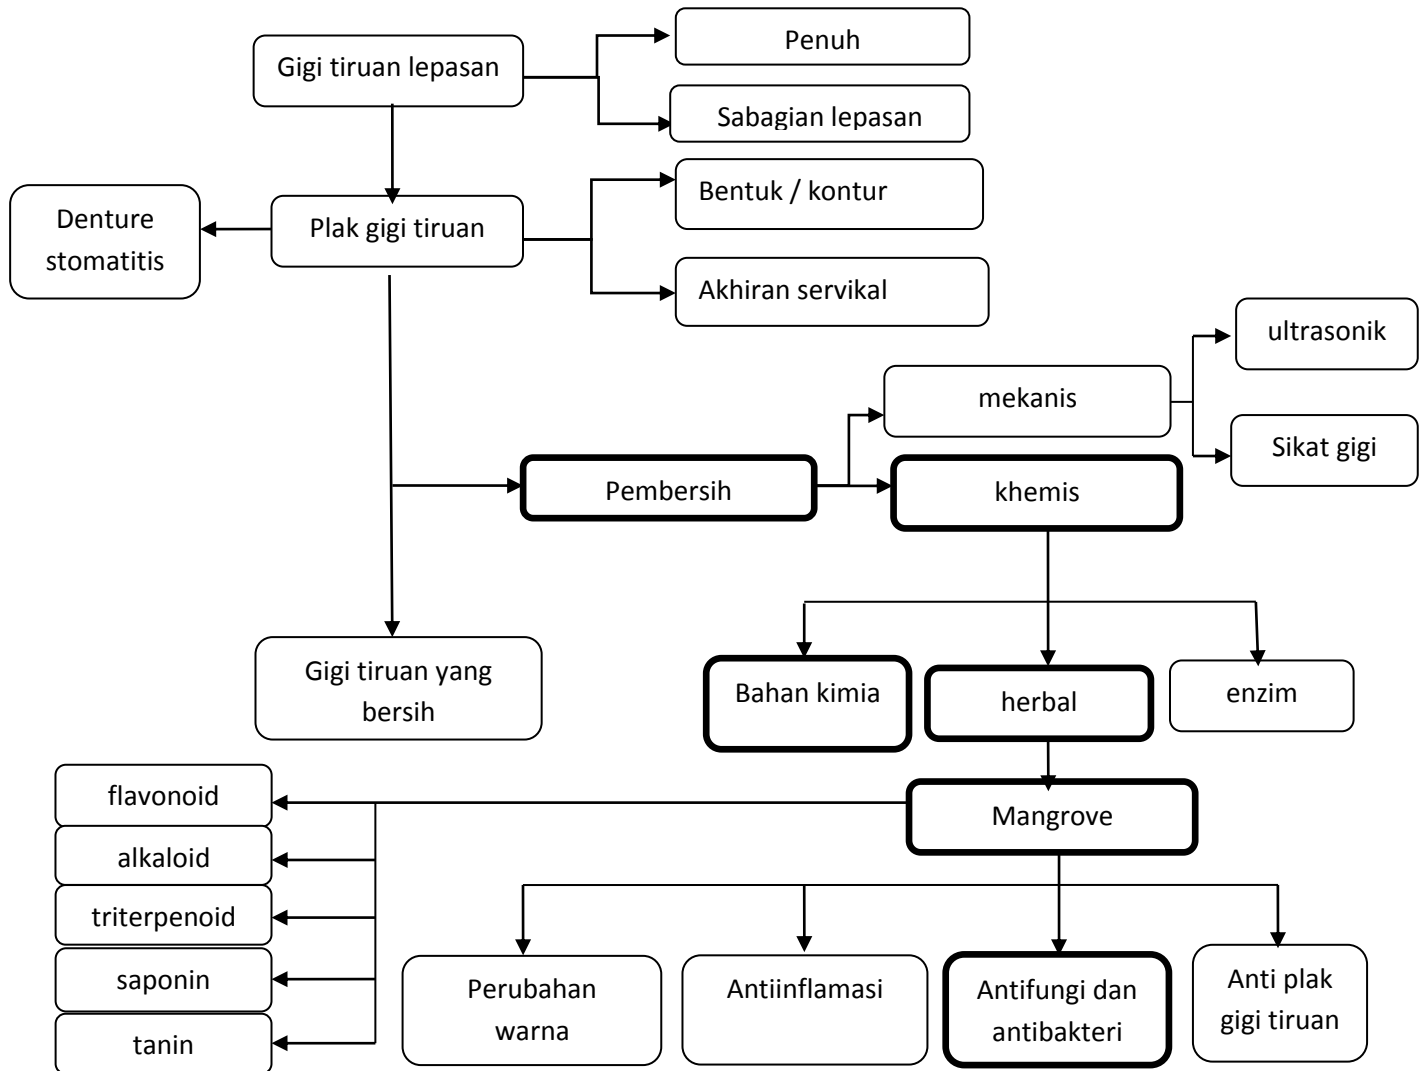 Penuh
Gigi tiruan lepasan
Sabagian lepasan
Bentuk / kontur
Denture
stomatitis
Plak gigi tiruan
Akhiran servikal
ultrasonik
mekanis
Sikat gigi
Pembersih
khemis
Gigi tiruan yang
bersih
Bahan kimia
herbal
enzim
flavonoid
alkaloid
triterpenoid
saponin
tanin
Mangrove
Perubahan
warna
Antiinflamasi
Antifungi dan
antibakteri
Anti plak
gigi tiruan